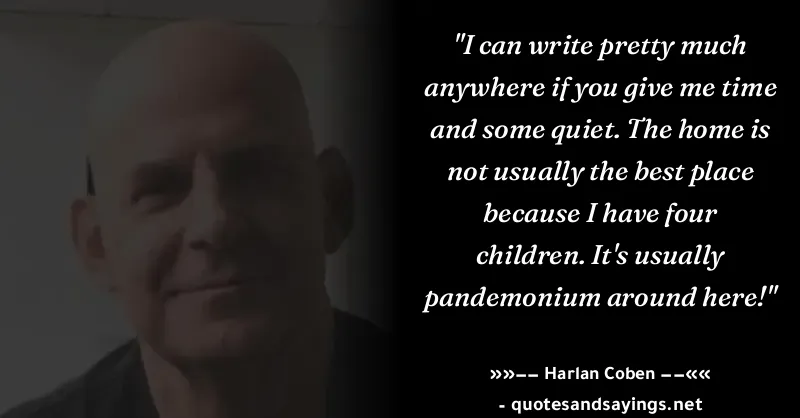 "I can write pretty much
anywhere if you give me time
and some quiet. The home is
not usually the best place
because I have four
children. It's usually
pandemonium around here!"
»»—— Harlan Coben ——««
- quotesandsayings.net